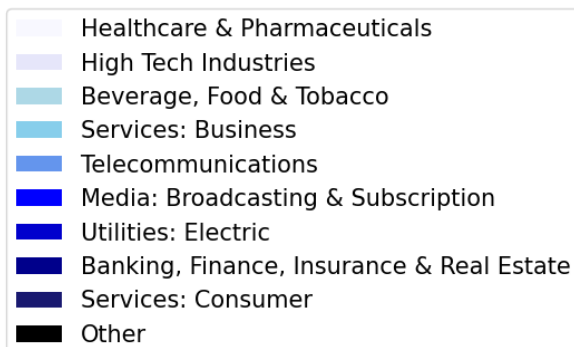 Healthcare & Pharmaceuticals
High Tech Industries
Beverage, Food & Tobacco
Services: Business
Telecommunications
Media: Broadcasting & Subscription
Utilities: Electric
Banking, Finance, Insurance & Real Estate
Services: Consumer
Other